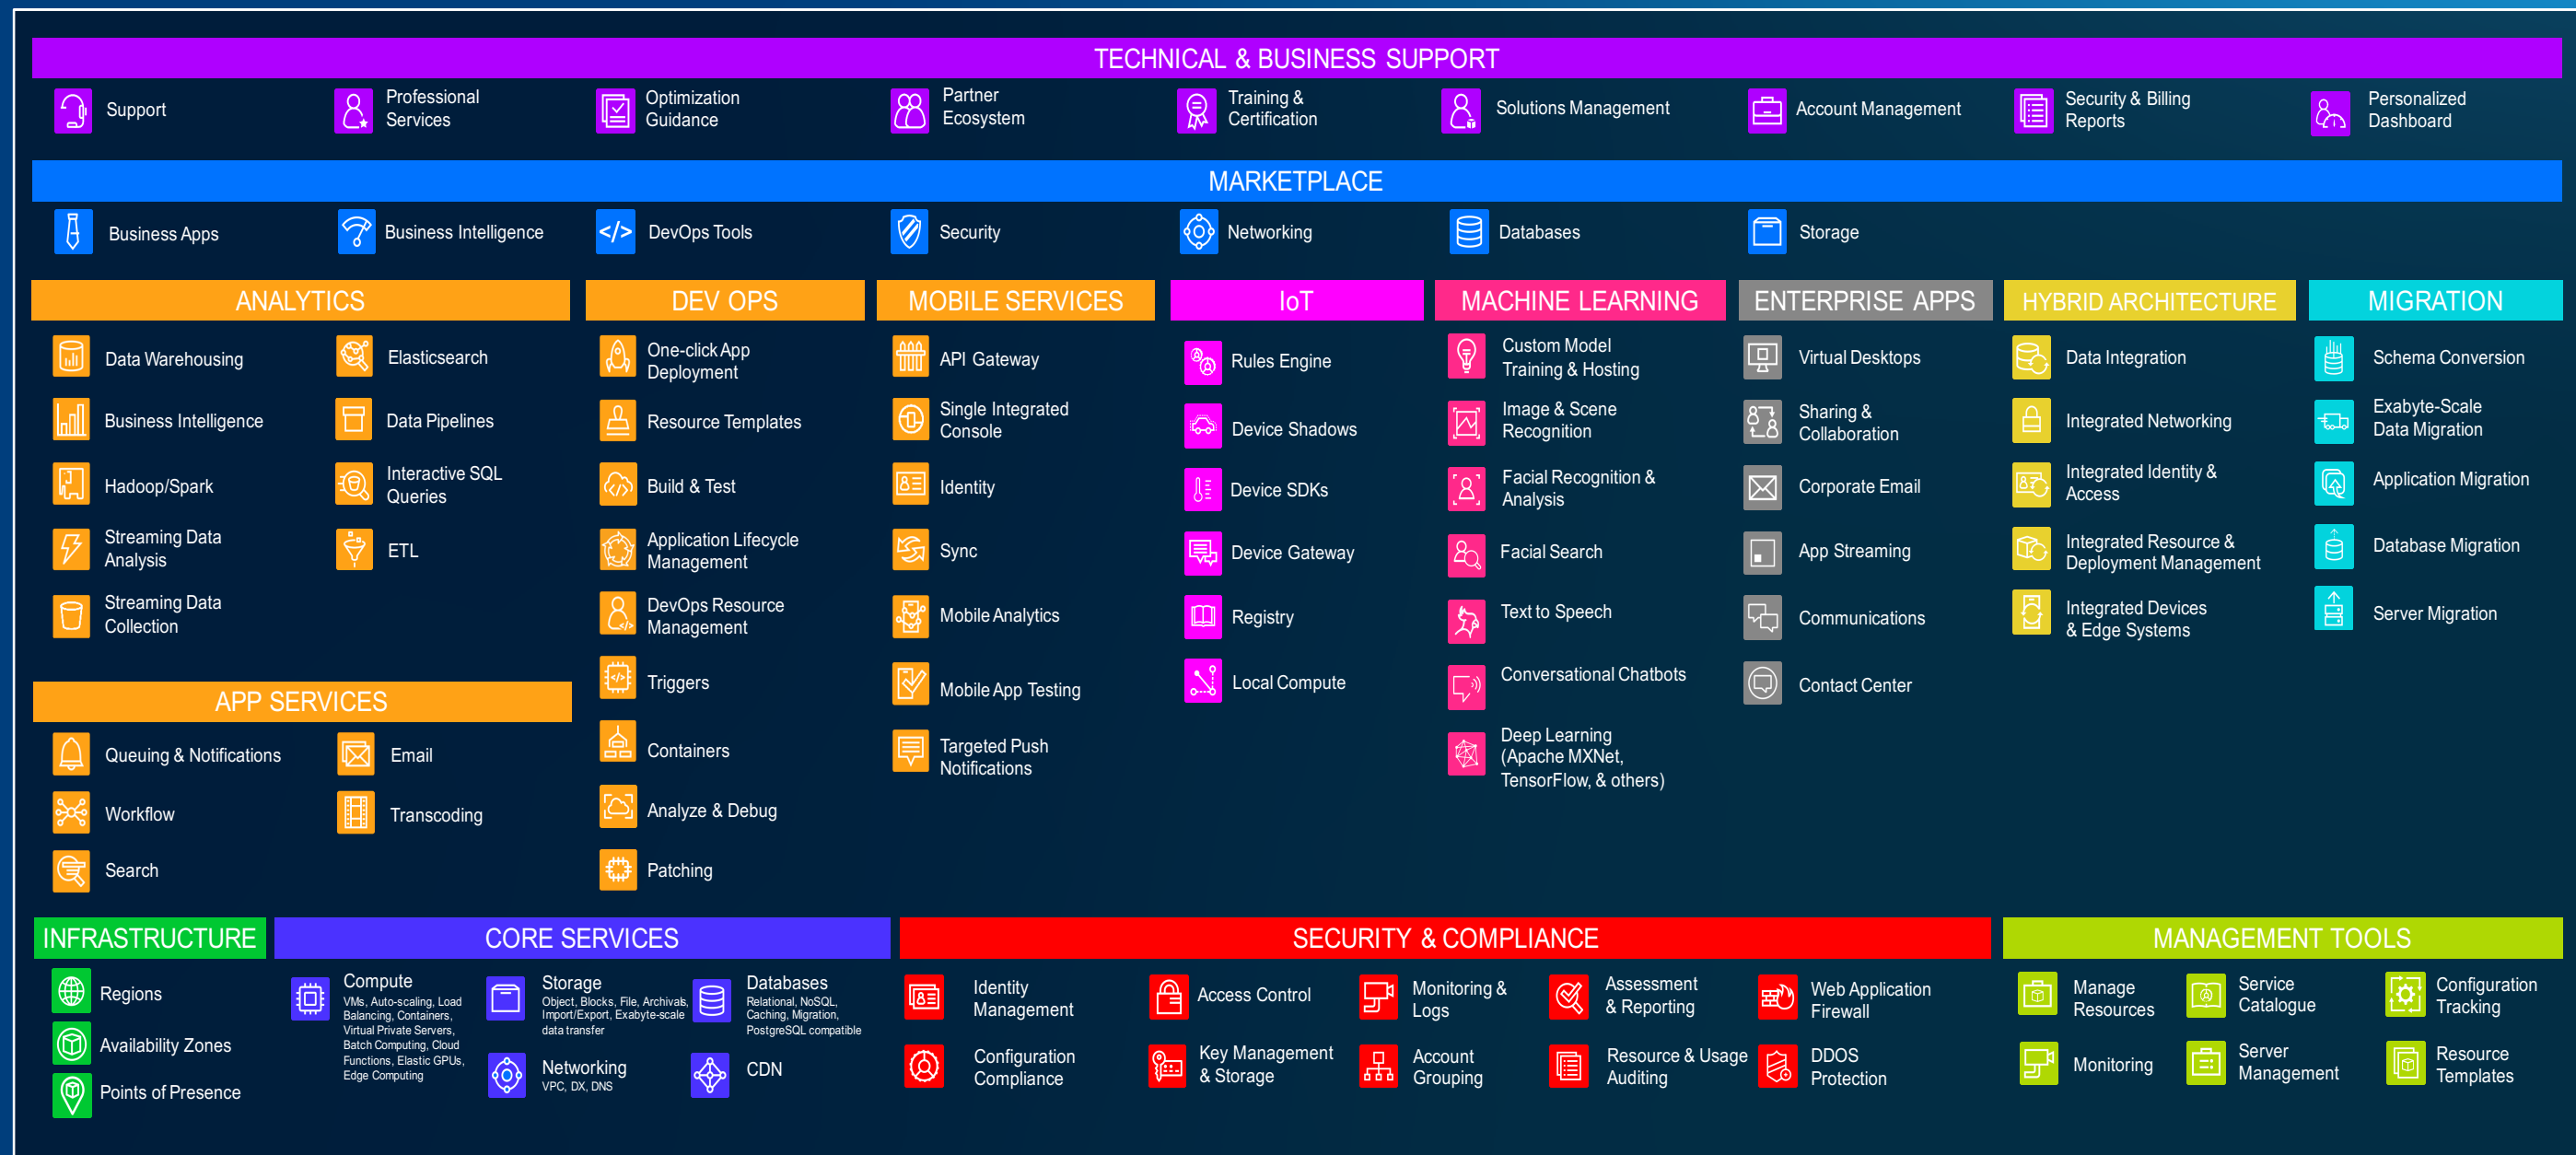 TECHNICAL & BUSINESS SUPPORT
Support
Professional
Services
Optimization
Guidance
Partner
Ecosystem
Training &
Certification
Solutions Management
Account Management
Security & Billing
Reports
Personalized
Dashboard
MARKETPLACE
Business Apps
Business Intelligence
</> DevOps Tools
Security
Networking
Databases
Storage
ANALYTICS
Data Warehousing
Business Intelligence
Hadoop/Spark
Streaming Data
Analysis
Streaming Data
Collection
Elasticsearch
Data Pipelines
Interactive SQL
Queries
ETL
APP SERVICES
Queuing & Notifications
Workflow
Search
Email
Transcoding
DEV OPS
One-click App
Deployment
Resource Templates
Build & Test
Application Lifecycle
Management
DevOps Resource
Management
Triggers
Containers
Analyze & Debug
Patching
MOBILE SERVICES
API Gateway
Single Integrated
Console
Identity
Sync
Mobile Analytics
Mobile App Testing
Targeted Push
Notifications
IoT
Rules Engine
Device Shadows
Device SDKs
Device Gateway
Registry
Local Compute
MACHINE LEARNING
Custom Model
Training & Hosting
Image & Scene
Recognition
Facial Recognition &
Analysis
Facial Search
Text to Speech
Conversational Chatbots
Deep Learning
(Apache MXNet,
TensorFlow, & others)
ENTERPRISE APPS
Virtual Desktops
Sharing &
Collaboration
Corporate Email
App Streaming
Communications
Contact Center
HYBRID ARCHITECTURE
Data Integration
Integrated Networking
Integrated Identity &
Access
Integrated Resource &
Deployment Management
Integrated Devices
& Edge Systems
MIGRATION
Schema Conversion
Exabyte-Scale
Data Migration
Application Migration
Database Migration
Server Migration
INFRASTRUCTURE
Regions
Availability Zones
Points of Presence
CORE SERVICES
Compute
VMs, Auto-scaling, Load
Balancing, Containers,
Virtual Private Servers,
Batch Computing, Cloud
Functions, Elastic GPUs,
Edge Computing
Storage
Object, Blocks, File, Archivals,
Import/Export, Exabyte-scale
data transfer
Databases
Relational, NoSQL,
Caching, Migration,
PostgreSQL compatible
Networking
VPC, DX, DNS
CDN
SECURITY & COMPLIANCE
Identity
Management
Access Control
Monitoring &
Logs
Assessment
& Reporting
Web Application
Firewall
Configuration
Compliance
Key Management
& Storage
Account
Grouping
Resource & Usage
Auditing
DDOS
Protection
MANAGEMENT TOOLS
Manage
Resources
Service
Catalogue
Configuration
Tracking
Monitoring
Server
Management
Resource
Templates